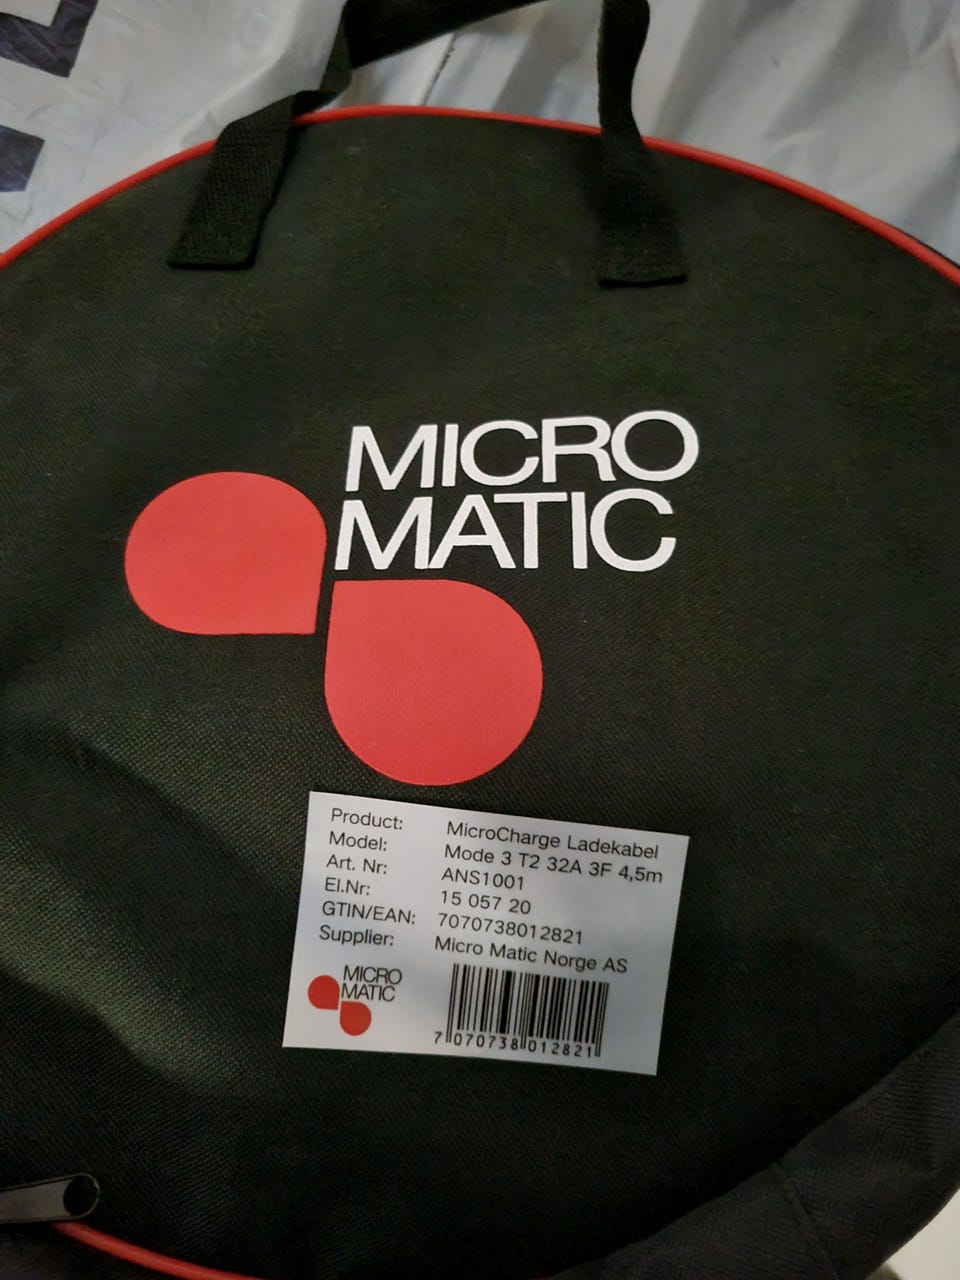 MICRO
MATIC
Product: MicroCharge Ladekabel
Model: Mode 3 T2 32A 3F 4,5m
Art. Nr: ANS1001
El.Nr: 15 057 20
GTIN/EAN: 7070738012821
Supplier: Micro Matic Norge AS
MICRO
MATIC
7 070738 012821